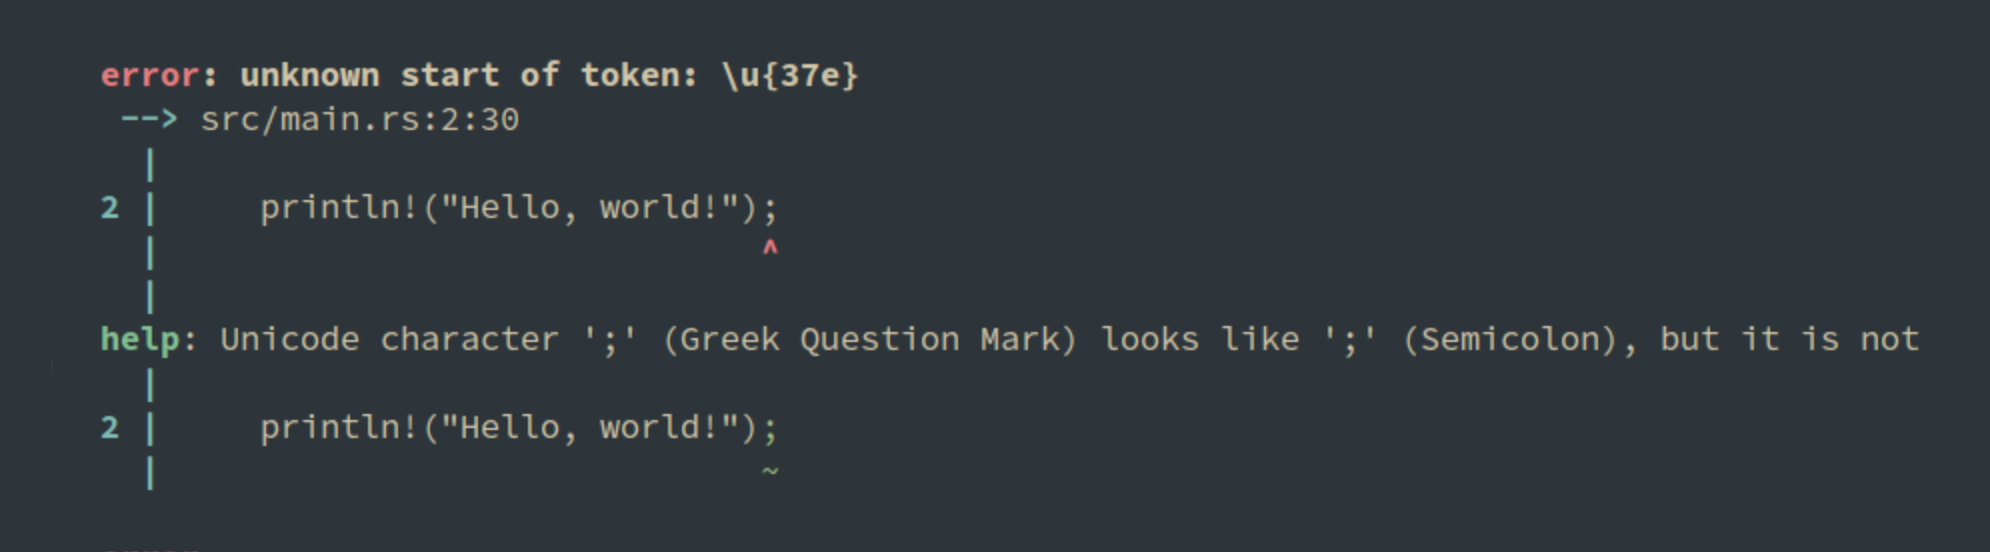 error: unknown start of token: \u{37e}
 --> src/main.rs:2:30
  |
2 |     println!("Hello, world!");
  |                              ^
  |
help: Unicode character ';' (Greek Question Mark) looks like ';' (Semicolon), but it is not
  |
2 |     println!("Hello, world!");
  |                              ~